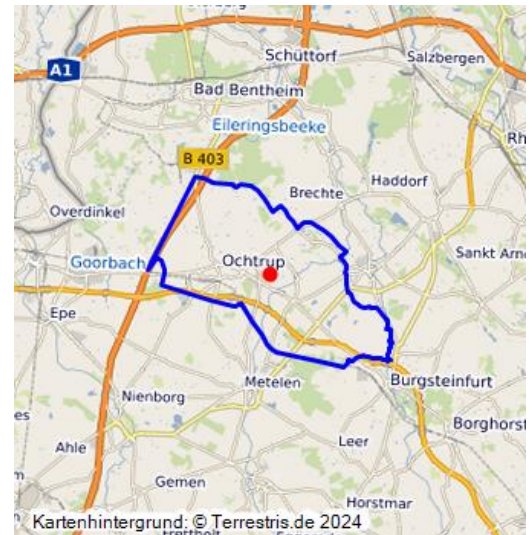 Schüttorf
Salzbergen
A1
Bad Bentheim
Eileringsbeeke
B 403
Rh
Brechte
Haddorf
Overdinkel
Goorbach
Ochtrup
Sankt Arno
Epe
Metelen
Burgsteinfurt
Nienborg
Borghorst
Ahle
Leer
Gemen
Horstmar
Kartenhintergrund: © Terrestris.de 2024